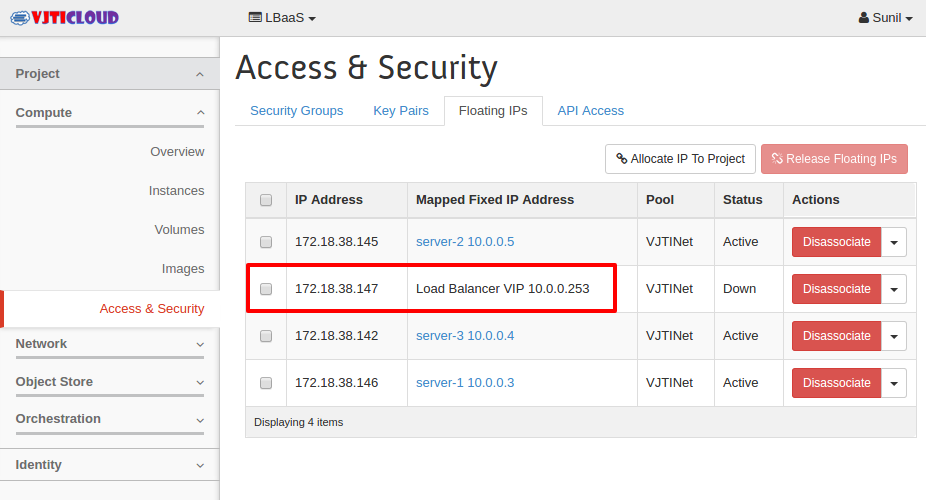 VJTICLOUD
LBaaS
Sunil
Project
Compute
Overview
Instances
Volumes
Images
Access & Security
Network
Object Store
Orchestration
Identity
Access & Security
Security Groups Key Pairs Floating IPs API Access
Allocate IP To Project Release Floating IPs
IP Address Mapped Fixed IP Address Pool Status Actions
172.18.38.145 server-2 10.0.0.5 VJTINet Active Disassociate
172.18.38.147 Load Balancer VIP 10.0.0.253 VJTINet Down Disassociate
172.18.38.142 server-3 10.0.0.4 VJTINet Active Disassociate
172.18.38.146 server-1 10.0.0.3 VJTINet Active Disassociate
Displaying 4 items